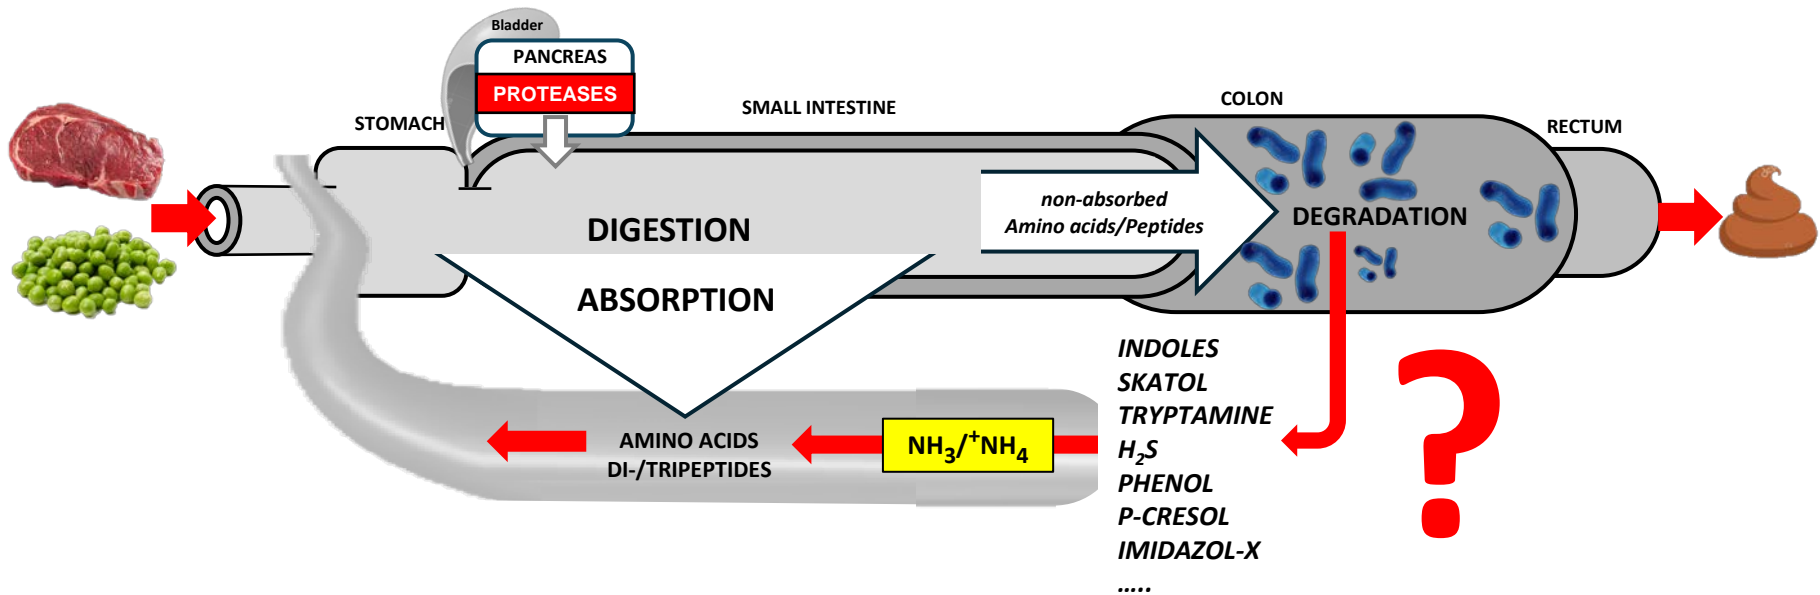 Bladder
PANCREAS
PROTEASES
STOMACH
SMALL INTESTINE
COLON
RECTUM
DIGESTION
ABSORPTION
non-absorbed
Amino acids/Peptides
DEGRADATION
AMINO ACIDS
DI-/TRIPEPTIDES
NH₃/⁺NH₄
INDOLES
SKATOL
TRYPTAMINE
H₂S
PHENOL
P-CRESOL
IMIDAZOL-X
…..
?